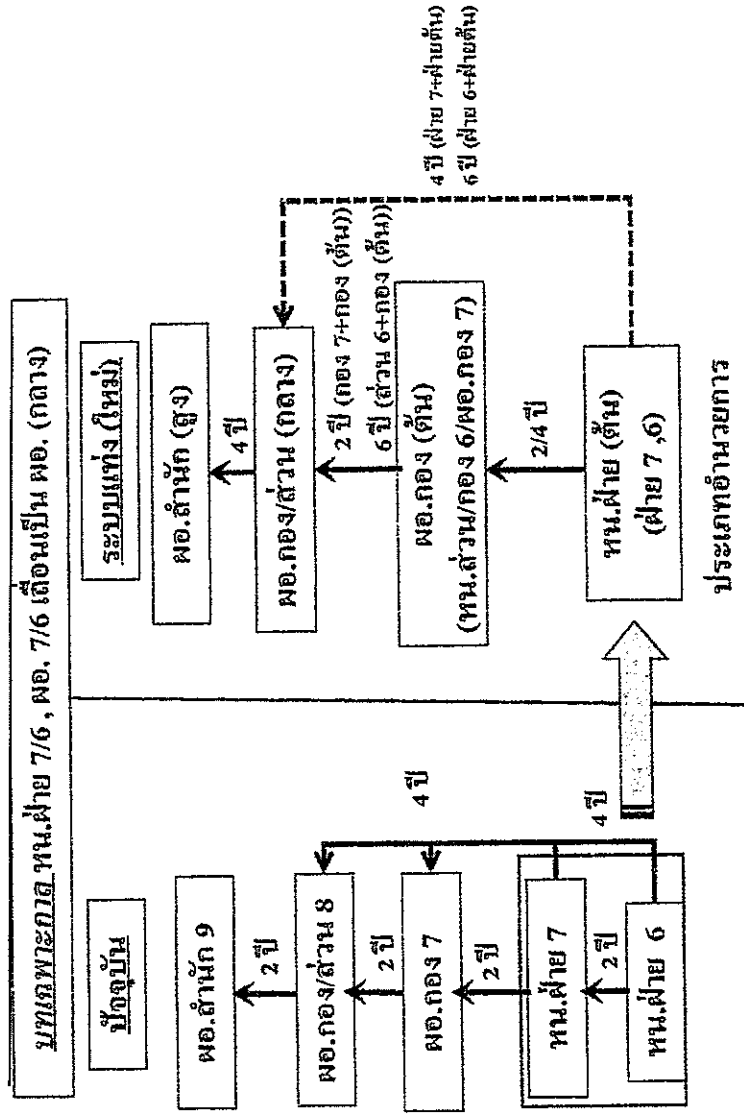 บทเฉพาะกาล หน.ฝ่าย 7/6 , ผอ. 7/6 เลื่อนเป็น ผอ. (กลาง)
ปัจจุบัน
ผอ.สำนัก 9
2 ปี
ผอ.กอง/ส่วน 8
2 ปี
ผอ.กอง 7
2 ปี
หน.ฝ่าย 7
2 ปี
หน.ฝ่าย 6
4 ปี
4 ปี
ระบบแท่ง (ใหม่)
ผอ.สำนัก (สูง)
4 ปี
ผอ.กอง/ส่วน (กลาง)
2 ปี (กอง 7+กอง (ต้น))
6 ปี (ส่วน 6+กอง (ต้น))
ผอ.กอง (ต้น)
(หน.ส่วน/กอง 6/ผอ.กอง 7)
2/4 ปี
หน.ฝ่าย (ต้น)
(ฝ่าย 7 ,6)
4 ปี (ฝ่าย 7+ฝ่ายต้น)
6 ปี (ฝ่าย 6+ฝ่ายต้น)
ประเภทอำนวยการ